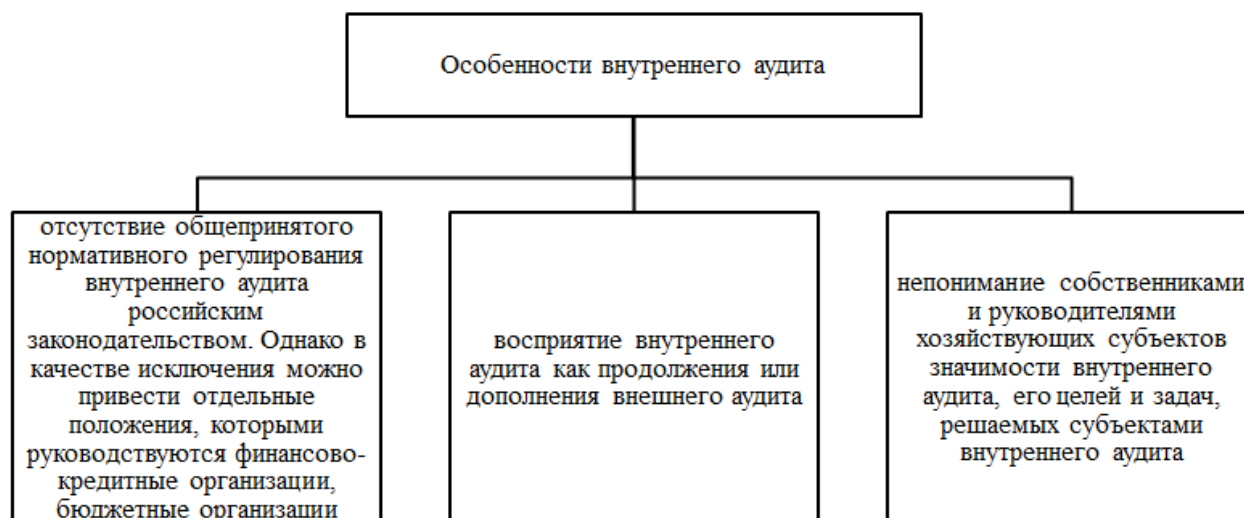 Особенности внутреннего аудита
отсутствие общепринятого
нормативного регулирования
внутреннего аудита
российским
законодательством. Однако в
качестве исключения можно
привести отдельные
положения, которыми
руководствуются финансово-
кредитные организации,
бюджетные организации
восприятие внутреннего
аудита как продолжения или
дополнения внешнего аудита
непонимание собственниками
и руководителями
хозяйствующих субъектов
значимости внутреннего
аудита, его целей и задач,
решаемых субъектами
внутреннего аудита